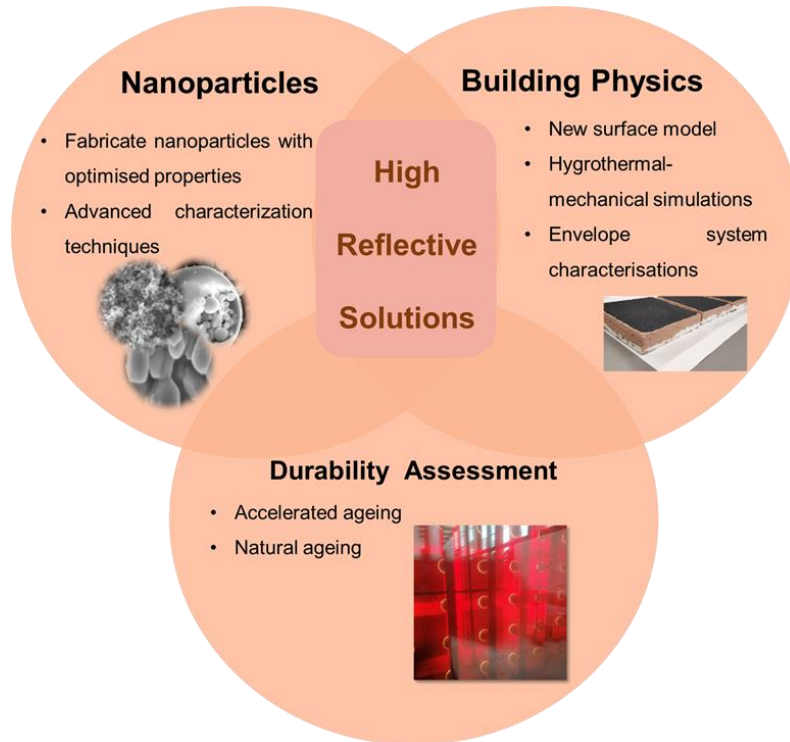 Nanoparticles
• Fabricate nanoparticles with
optimised properties
• Advanced characterization
techniques
Building Physics
• New surface model
• Hygrothermal-
mechanical simulations
• Envelope system
characterisations
High
Reflective
Solutions
Durability Assessment
• Accelerated ageing
• Natural ageing